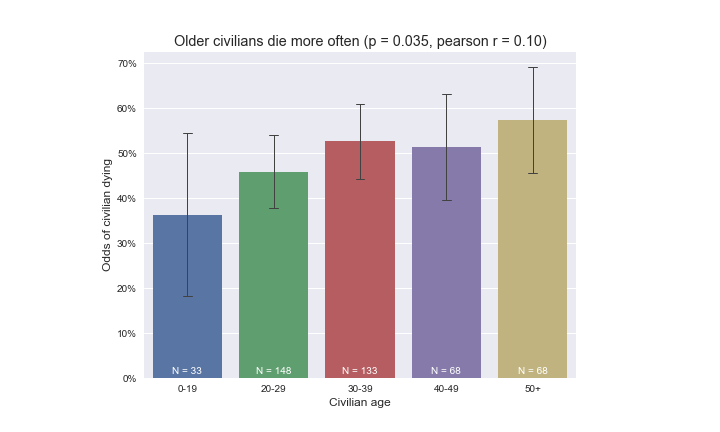 Older civilians die more often (p = 0.035, pearson r = 0.10)
70%
60%
50%
40%
30%
20%
10%
0%
Odds of civilian dying
N = 33
N = 148
N = 133
N = 68
N = 68
0-19
20-29
30-39
40-49
50+
Civilian age